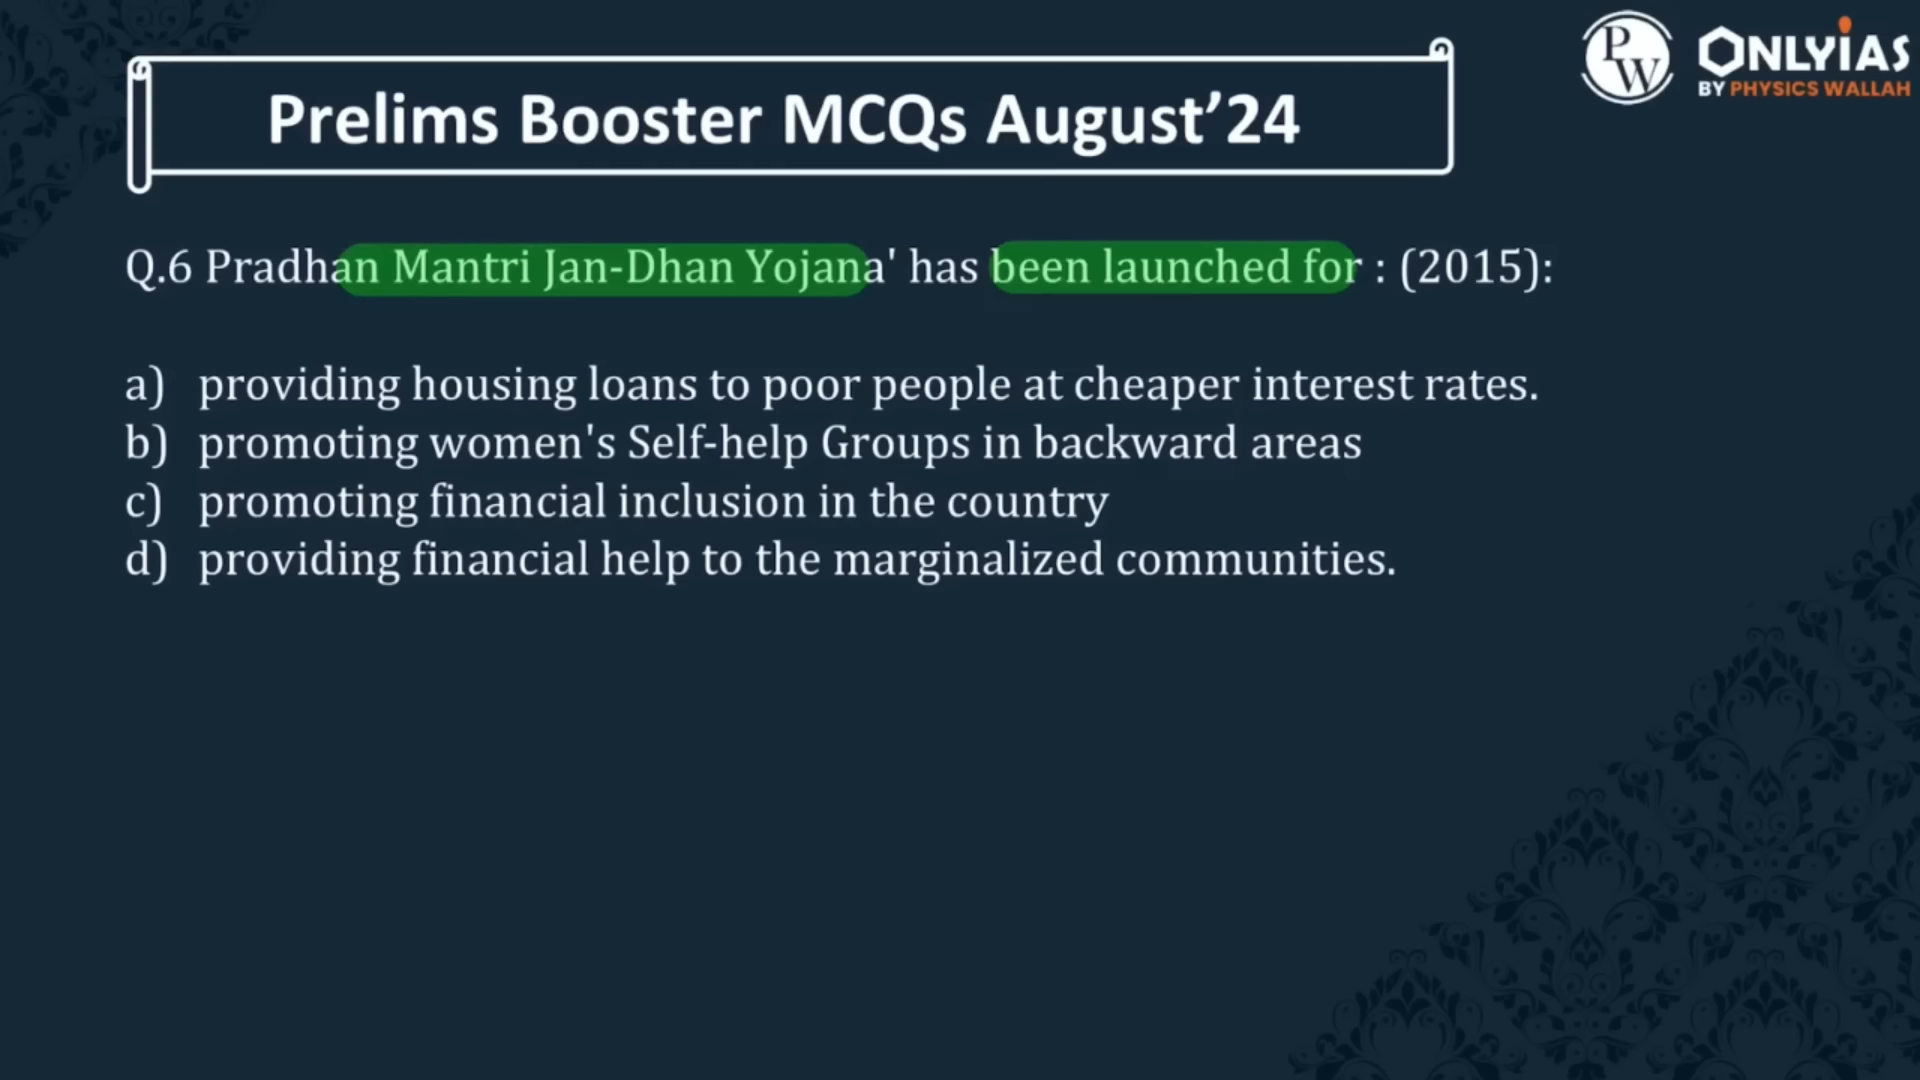 PW
ONLYIAS
BY PHYSICS WALLAH
Prelims Booster MCQs August’24
Q.6 Pradhan Mantri Jan-Dhan Yojana' has been launched for : (2015):
a) providing housing loans to poor people at cheaper interest rates.
b) promoting women's Self-help Groups in backward areas
c) promoting financial inclusion in the country
d) providing financial help to the marginalized communities.